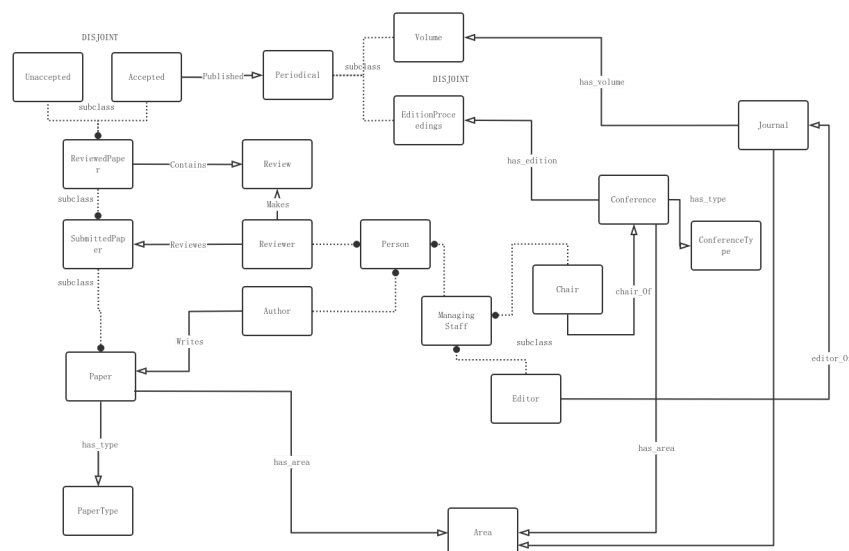 DISJOINT
Volume
Unaccepted
Accepted
Published
Periodical
subclass
DISJOINT
has_volume
subclass
EditionProce
edings
Journal
ReviewedPape
r
Contains
Review
has_edition
subclass
Makes
Conference
has_type
SubmittedPap
er
Reviewes
Reviewer
Person
ConferenceTy
pe
subclass
Author
Managing
Staff
Chair
chair_Of
Writes
subclass
editor_O
Paper
Editor
has_type
has_area
has_area
PaperType
Area